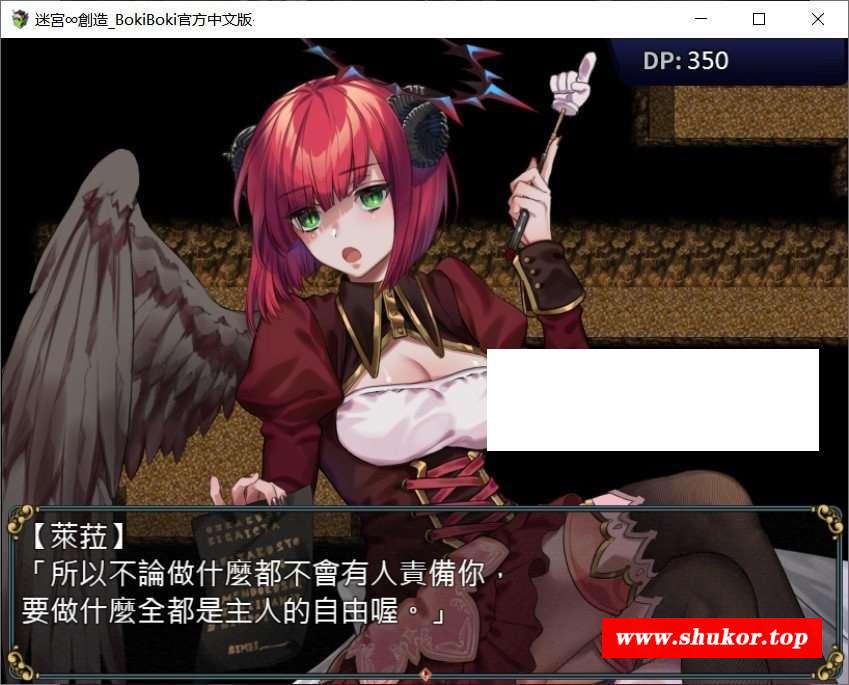 迷宮∞創造_BokiBoki官方中文版
DP: 350
【萊菈】
「所以不論做什麼都不會有人責備你，
要做什麼全都是主人的自由喔。」
www.shukor.top